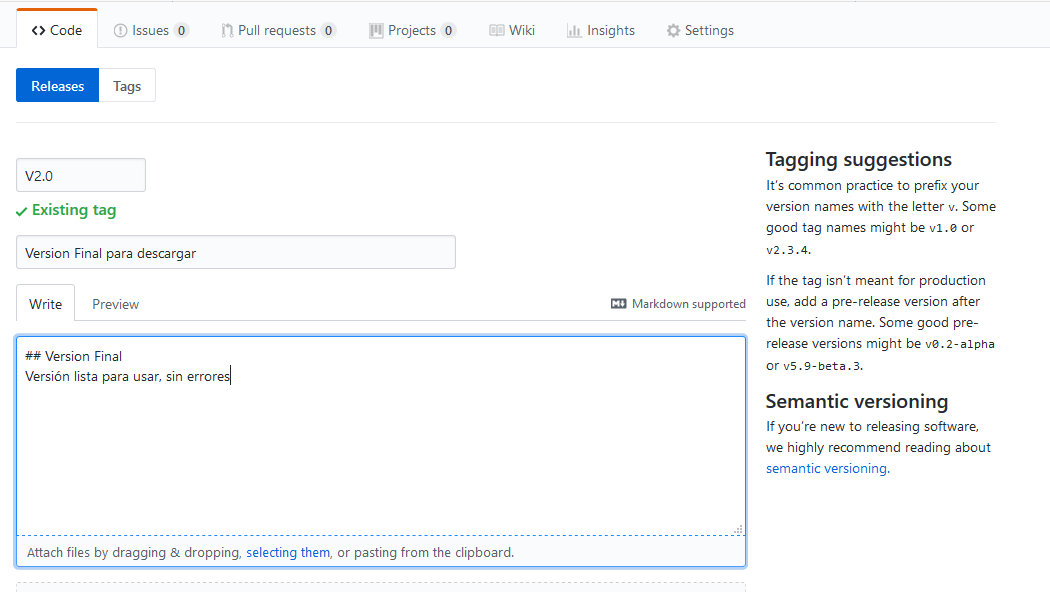 Code Issues 0 Pull requests 0 Projects 0 Wiki Insights Settings
Releases Tags
V2.0
Existing tag
Version Final para descargar
Write Preview Markdown supported
## Version Final
Versión lista para usar, sin errores
Attach files by dragging & dropping, selecting them, or pasting from the clipboard.
Tagging suggestions
It's common practice to prefix your
version names with the letter v. Some
good tag names might be v1.0 or
v2.3.4.
If the tag isn't meant for production
use, add a pre-release version after
the version name. Some good pre-
release versions might be v0.2-alpha
or v5.9-beta.3.
Semantic versioning
If you're new to releasing software,
we highly recommend reading about
semantic versioning.